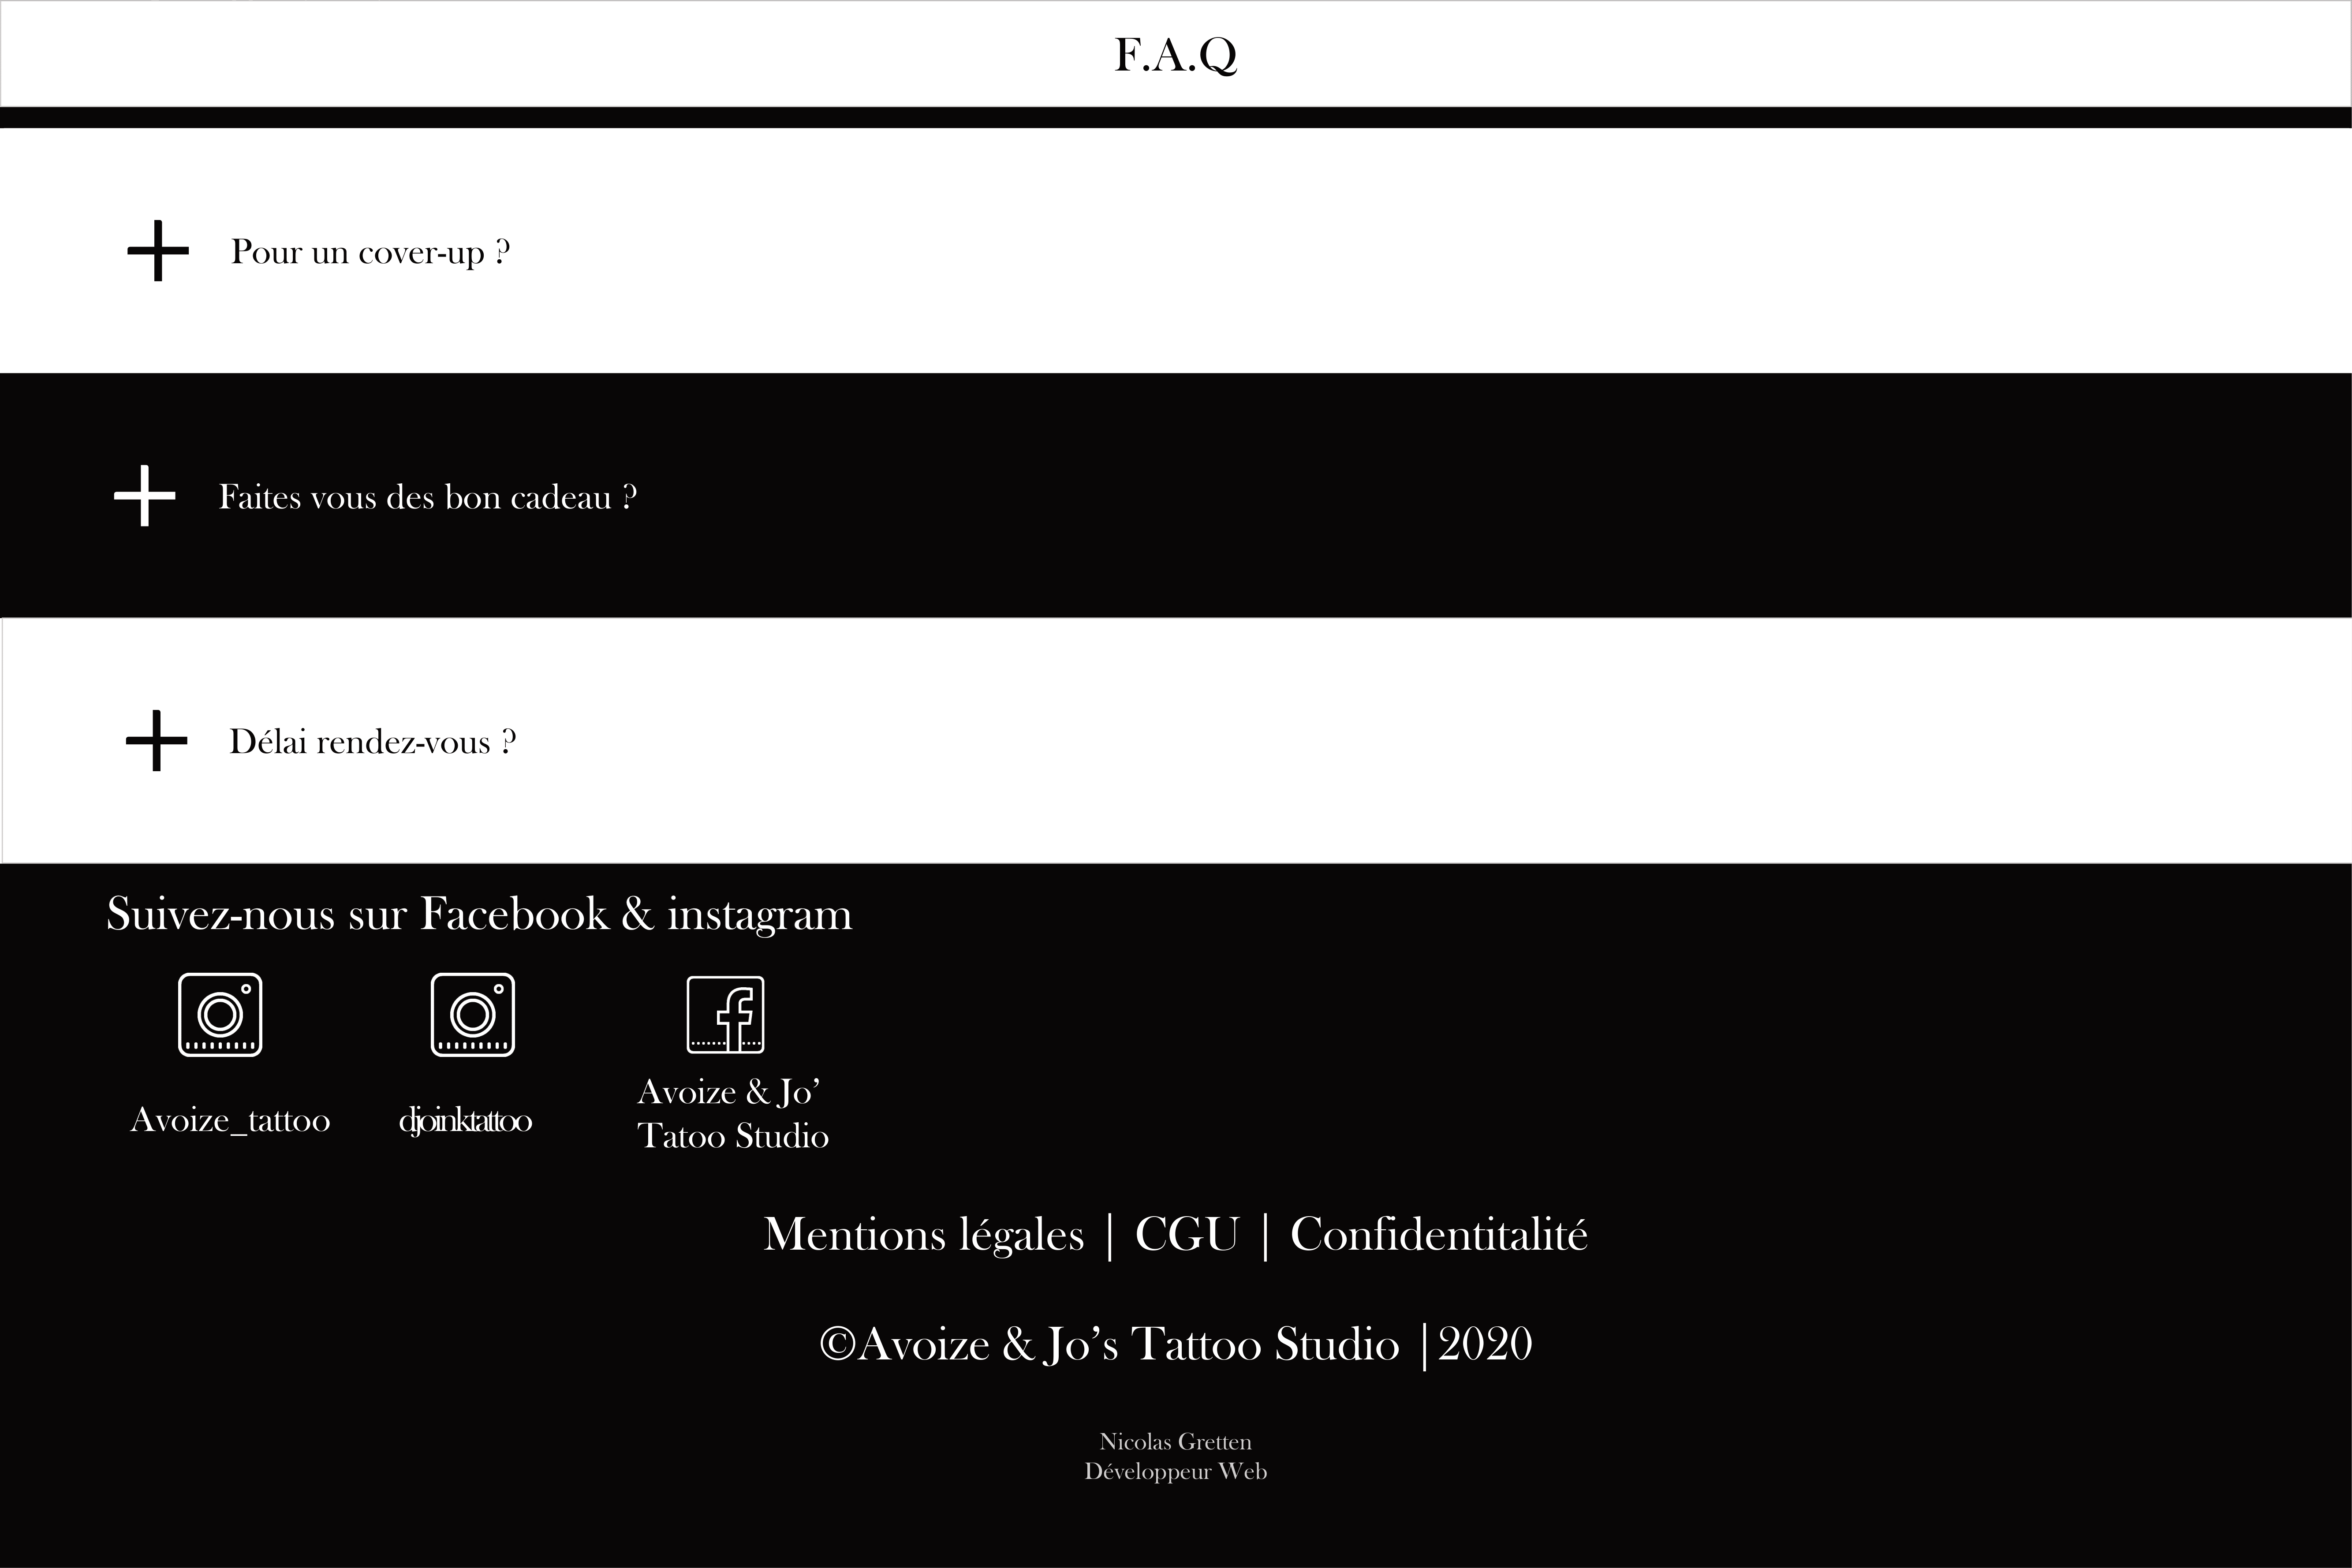 F.A.Q
Pour un cover-up ?
Faites vous des bon cadeau ?
Délai rendez-vous ?
Suivez-nous sur Facebook & instagram
Avoize_tattoo
djoinktattoo
Avoize & Jo’
Tatoo Studio
Mentions légales | CGU | Confidentitalité
©Avoize & Jo’s Tattoo Studio |2020
Nicolas Gretten
Développeur Web